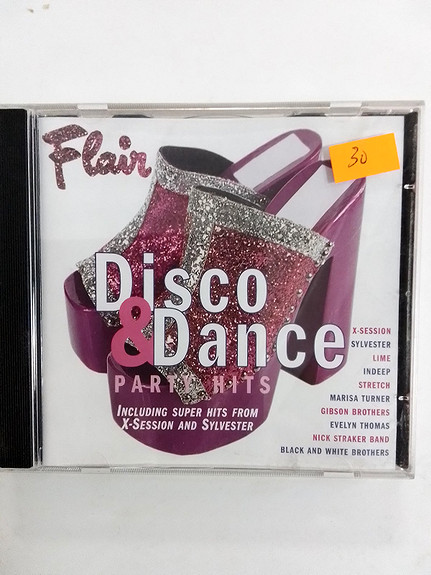 Flair
30
Disco
& Dance
PARTY HITS
INCLUDING SUPER HITS FROM
X-SESSION AND SYLVESTER
X-SESSION
SYLVESTER
LIME
INDEEP
STRETCH
MARISA TURNER
GIBSON BROTHERS
EVELYN THOMAS
NICK STRAKER BAND
BLACK AND WHITE BROTHERS